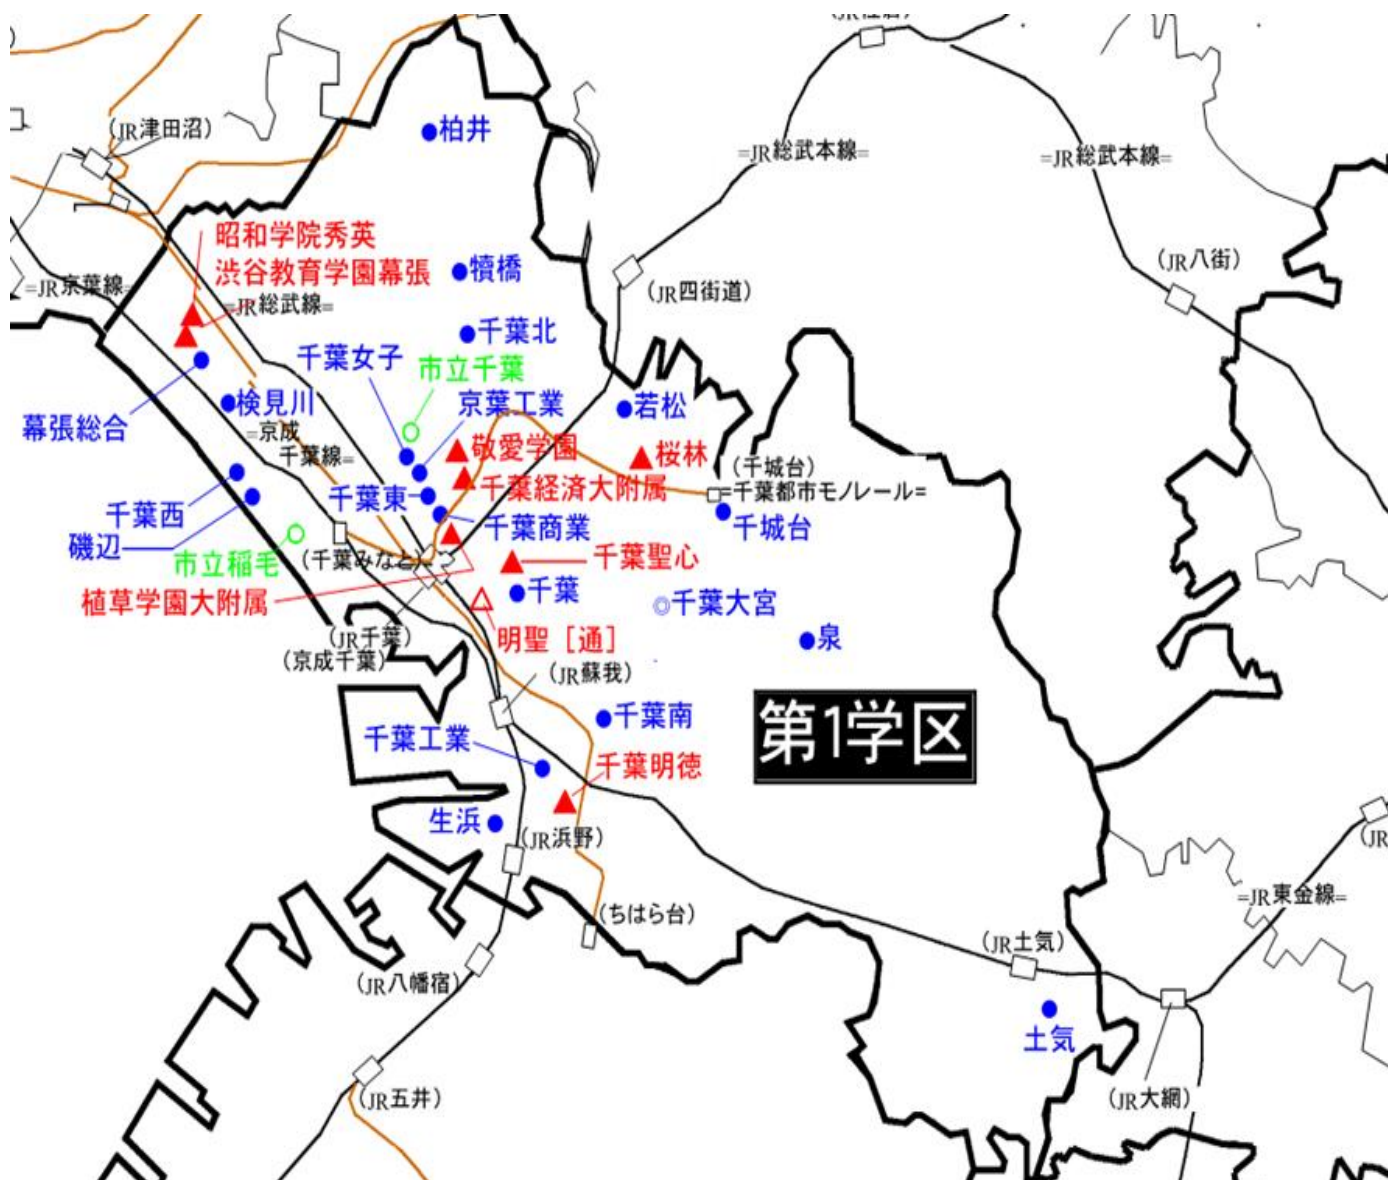 (JR津田沼)
柏井
=JR総武本線=
=JR総武本線=
昭和学院秀英
渋谷教育学園幕張
=JR京葉線=
=JR総武線=
犢橋
(JR四街道)
(JR八街)
千葉北
千葉女子
市立千葉
京葉工業
若松
検見川
幕張総合
=京成
千葉線=
敬愛学園
桜林
(千城台)
=千葉都市モノレール=
千葉経済大附属
千葉東
千葉西
千葉商業
千城台
磯辺
市立稲毛
(千葉みなと)
千葉聖心
植草学園大附属
千葉
千葉大宮
明聖［通］
泉
(JR千葉)
(京成千葉)
(JR蘇我)
千葉南
第1学区
千葉工業
千葉明徳
生浜
(JR浜野)
(JR
=JR東金線=
(ちはら台)
(JR土気)
(JR八幡宿)
土気
(JR五井)
(JR大網)